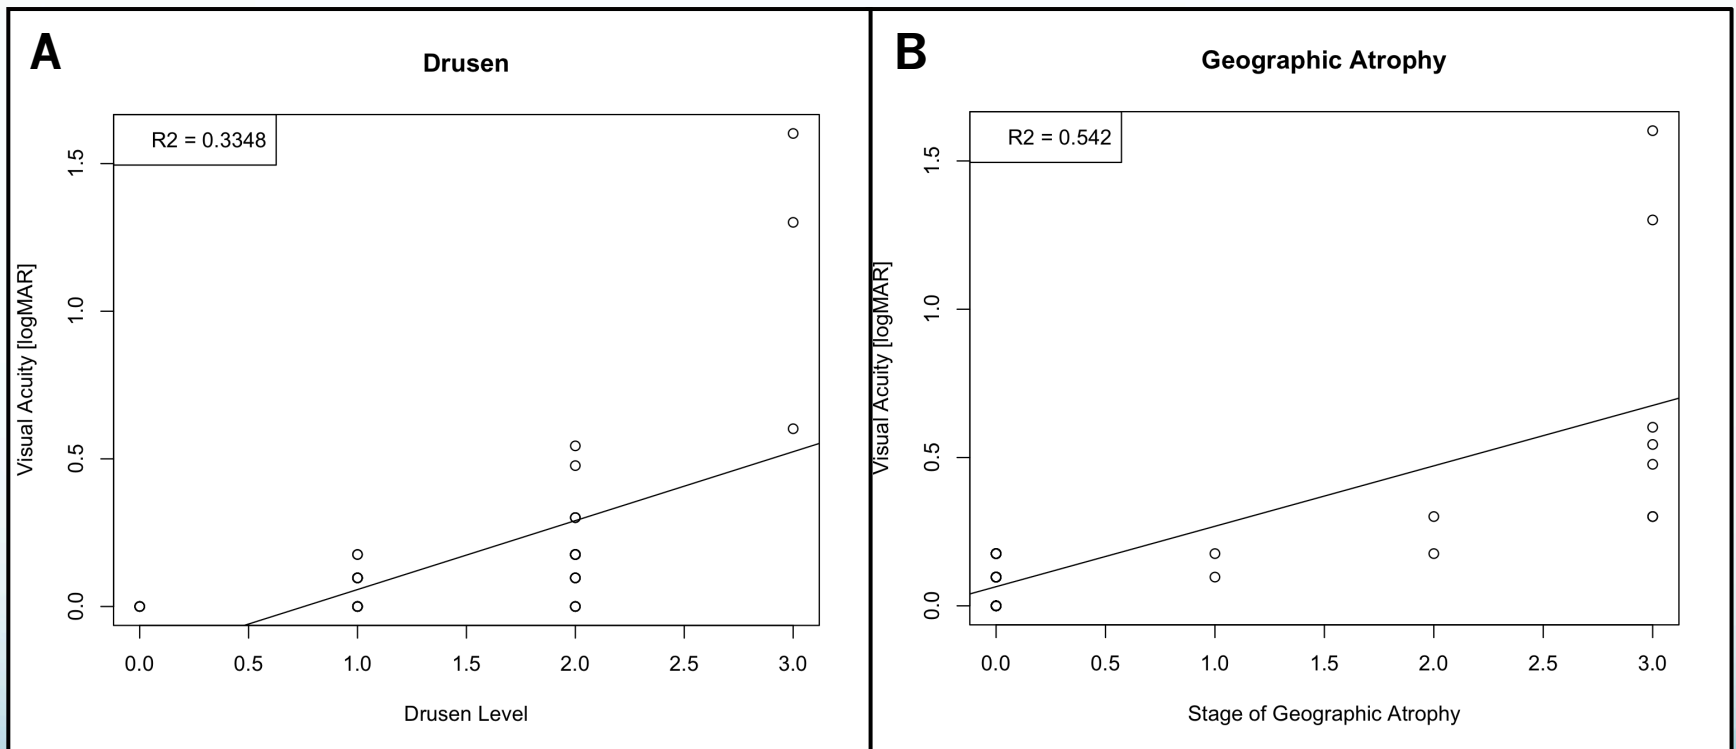 A
Drusen
R2 = 0.3348
Visual Acuity [logMAR]
1.5
1.0
0.5
0.0
0.0 0.5 1.0 1.5 2.0 2.5 3.0
Drusen Level
B
Geographic Atrophy
R2 = 0.542
Visual Acuity [logMAR]
1.5
1.0
0.5
0.0
0.0 0.5 1.0 1.5 2.0 2.5 3.0
Stage of Geographic Atrophy